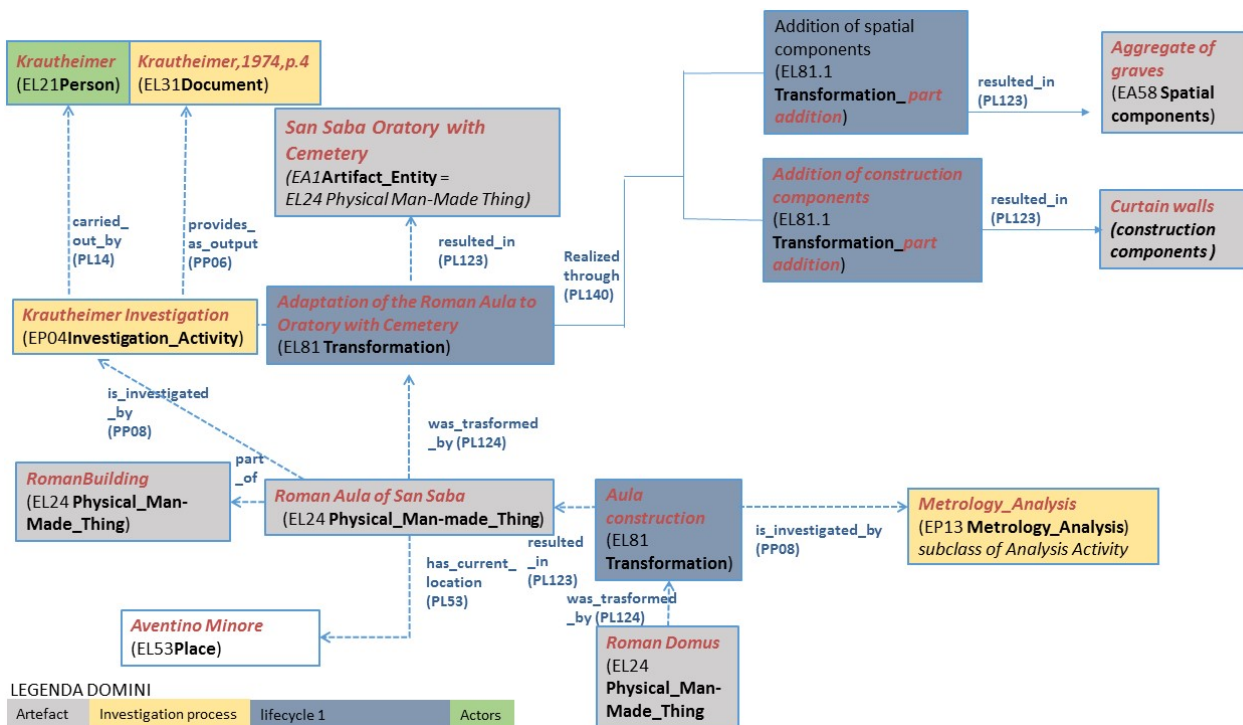 Krautheimer
(EL21Person)
Krautheimer,1974,p.4
(EL31Document)
San Saba Oratory with
Cemetery
(EA1Artifact_Entity =
EL24 Physical Man-Made Thing)
Addition of spatial
components
(EL81.1
Transformation_part
addition)
resulted_in
(PL123)
Aggregate of
graves
(EA58 Spatial
components)
Addition of construction
components
(EL81.1
Transformation_part
addition)
resulted_in
(PL123)
Curtain walls
(construction
components )
carried_
out_by
(PL14)
provides_
as_output
(PP06)
resulted_in
(PL123)
Realized
through
(PL140)
Krautheimer Investigation
(EP04Investigation_Activity)
Adaptation of the Roman Aula to
Oratory with Cemetery
(EL81 Transformation)
is_investigated
_by
(PP08)
was_trasformed
_by (PL124)
RomanBuilding
(EL24 Physical_Man-
Made_Thing)
part
_of
Roman Aula of San Saba
(EL24 Physical_Man-made_Thing)
resulted
_in
(PL123)
Aula
construction
(EL81
Transformation)
is_investigated_by
(PP08)
Metrology_Analysis
(EP13 Metrology_Analysis)
subclass of Analysis Activity
has_current_
location
(PL53)
was_trasformed
_by (PL124)
Aventino Minore
(EL53Place)
Roman Domus
(EL24
Physical_Man-
Made_Thing
LEGENDA DOMINI
Artefact
Investigation process
lifecycle 1
Actors